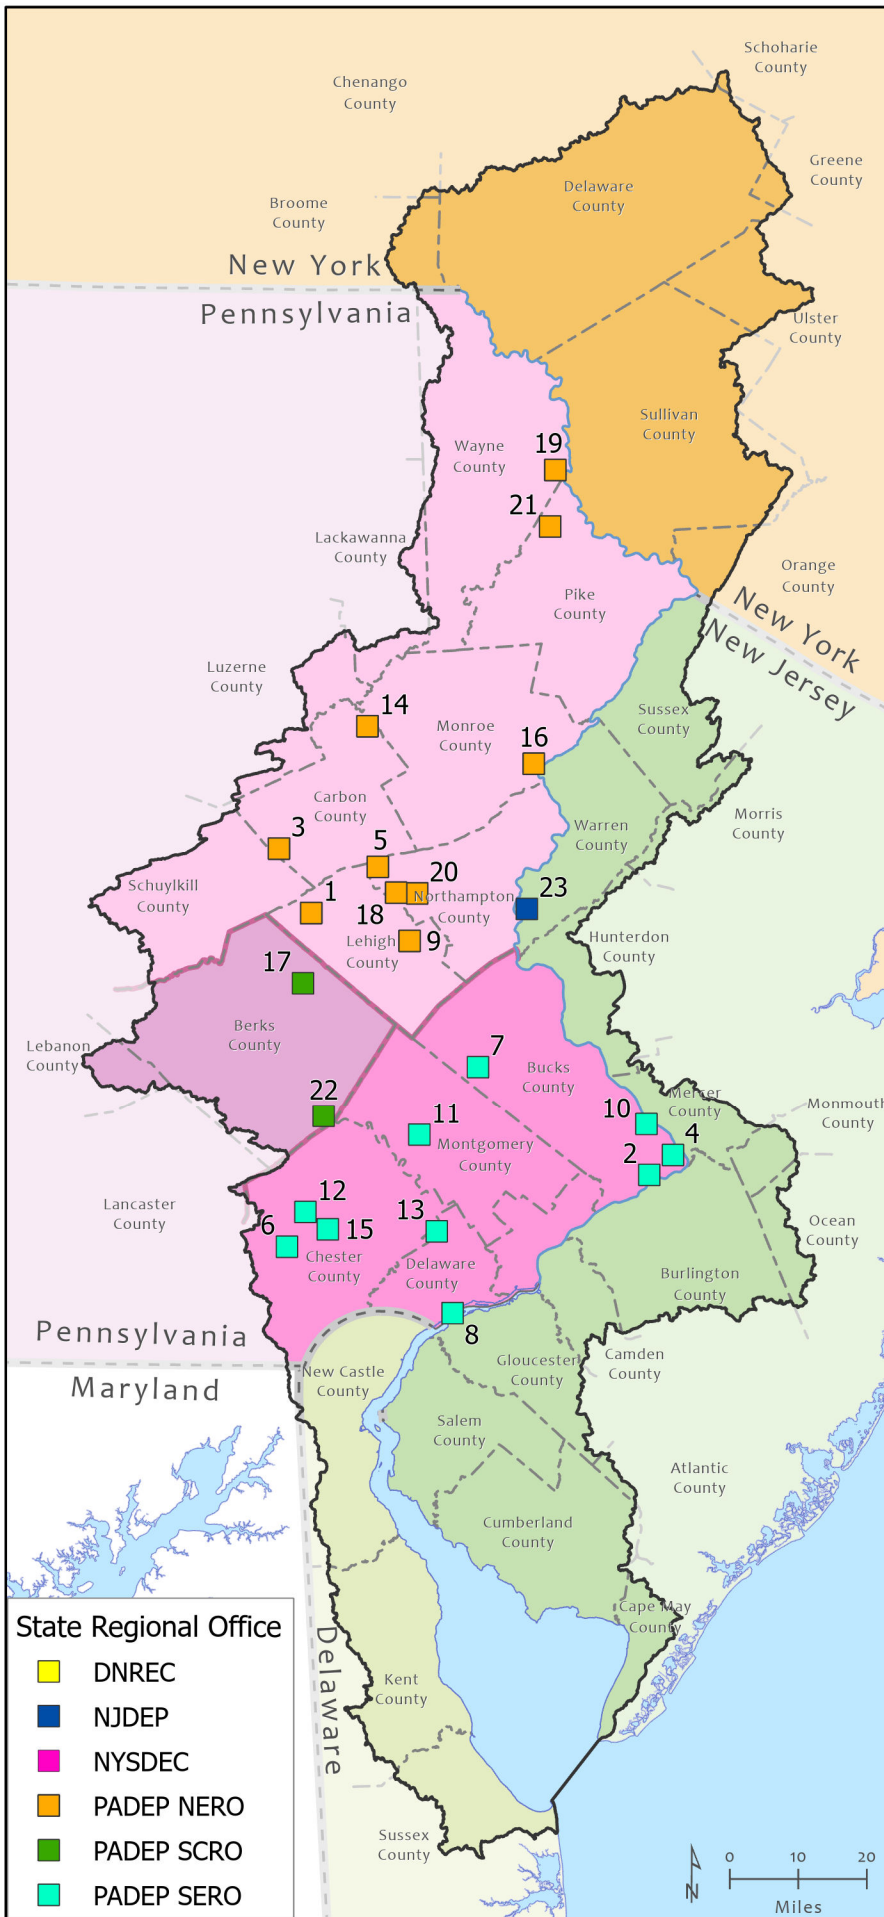 Schoharie
County
Chenango
County
Greene
County
Delaware
County
Broome
County
New York
Pennsylvania
Ulster
County
Sullivan
County
Wayne
County
19
21
Lackawanna
County
Orange
County
Pike
County
New York
New Jersey
Luzerne
County
Sussex
County
14
Monroe
County
16
Carbon
County
Morris
County
Warren
County
3
5
20
Schuylkill
County
1
18
Northampton
County
23
Lehigh
County
9
Hunterdon
County
17
Berks
County
Lebanon
County
7
Bucks
County
22
11
Montgomery
County
10
Mercer
County
4
2
Monmouth
County
Lancaster
County
12
6
15
13
Chester
County
Delaware
County
Ocean
County
Burlington
County
8
Pennsylvania
Maryland
New Castle
County
Gloucester
County
Camden
County
Salem
County
Atlantic
County
Cumberland
County
Cape May
County
Delaware
Kent
County
Sussex
County
State Regional Office
DNREC
NJDEP
NYSDEC
PADEP NERO
PADEP SCRO
PADEP SERO
N
0 10 20
Miles